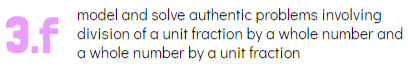 3.f
model and solve authentic problems involving
division of a unit fraction by a whole number and
a whole number by a unit fraction